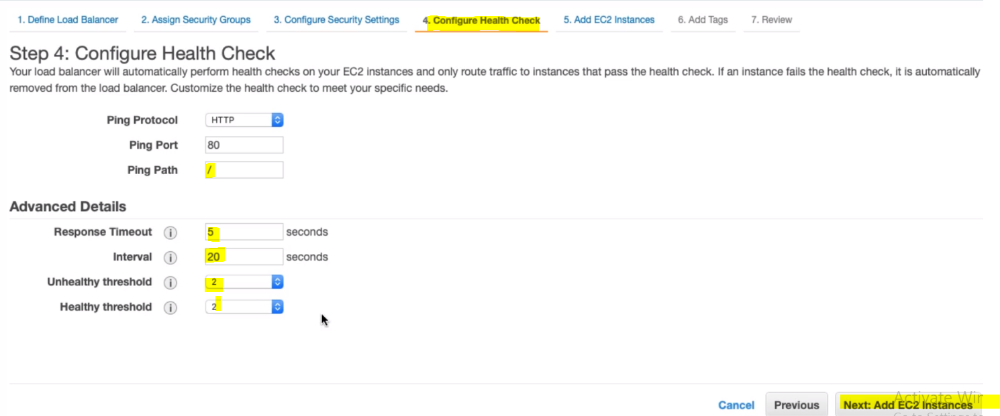 1. Define Load Balancer 2. Assign Security Groups 3. Configure Security Settings 4. Configure Health Check 5. Add EC2 Instances 6. Add Tags 7. Review
Step 4: Configure Health Check
Your load balancer will automatically perform health checks on your EC2 instances and only route traffic to instances that pass the health check. If an instance fails the health check, it is automatically
removed from the load balancer. Customize the health check to meet your specific needs.
Ping Protocol HTTP
Ping Port 80
Ping Path /
Advanced Details
Response Timeout i 5 seconds
Interval i 20 seconds
Unhealthy threshold i 2
Healthy threshold i 2
Activate Wi
Cancel Previous Next: Add EC2 Instances